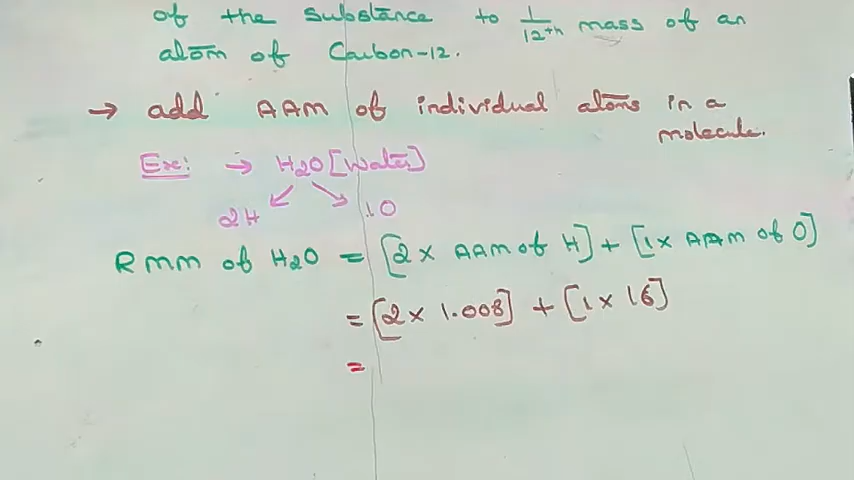 of the substance to 1/12th mass of an
atom of Carbon-12.
→ add AAM of individual atoms in a
molecule.
Ex: → H2O [Water]
2H 1O
RMM of H2O = [2 × AAM of H] + [1 × AAM of O]
= [2 × 1.008] + [1 × 16]
=